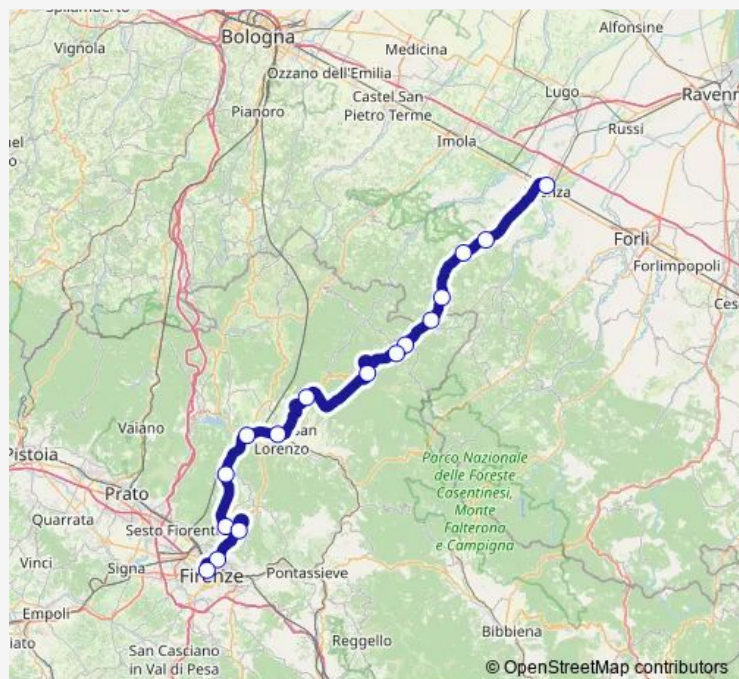 Alfonsine
Vignola
Bologna
Medicina
Ozzano dell'Emilia
Castel San
Pietro Terme
Lugo
Ravenn
Pianoro
Russi
Imola
nza
Forlì
Forlimpopoli
Ces
Vaiano
San
Lorenzo
Pistoia
Parco Nazionale
delle Foreste
Casentinesi,
Monte
Falterona
e Campigna
Prato
Quarrata
Sesto Fiorenti
Vinci
Signa
Firenze
Pontassieve
Empoli
Reggello
Bibbiena
San Casciano
in Val di Pesa
© OpenStreetMap contributors